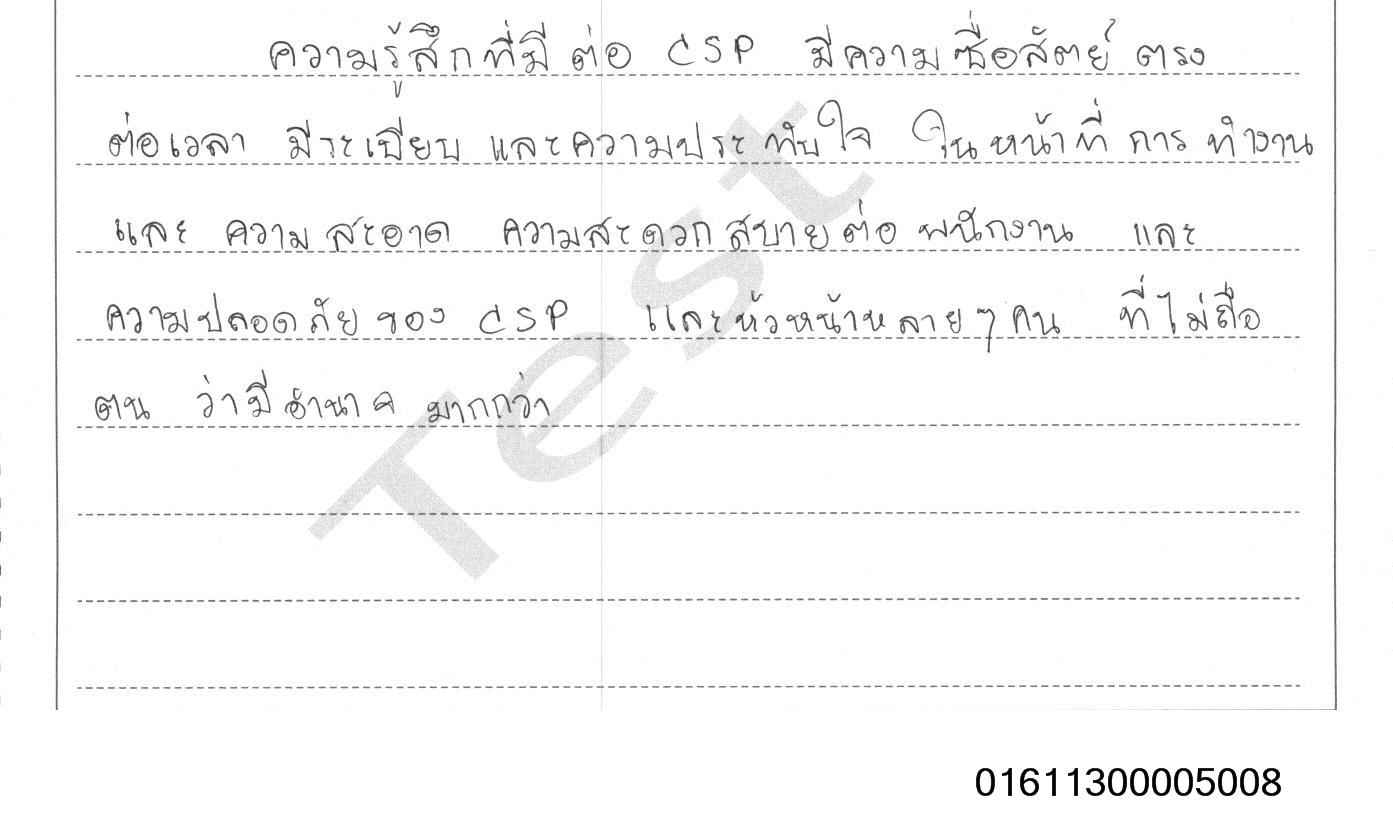 ความรู้สึกที่มีต่อ CSP มีความซื่อสัตย์ ตรง
ต่อเวลา มีระเบียบ และความประทับใจ ในหน้าที่ การ ทำงาน
และ ความสะอาด ความสะดวกสบายต่อ พนักงาน และ
ความปลอดภัย ของ CSP และหัวหน้าหลายๆ คน ที่ไม่ถือ
ตน ว่ามีอำนาจ มากกว่า
Test
01611300005008